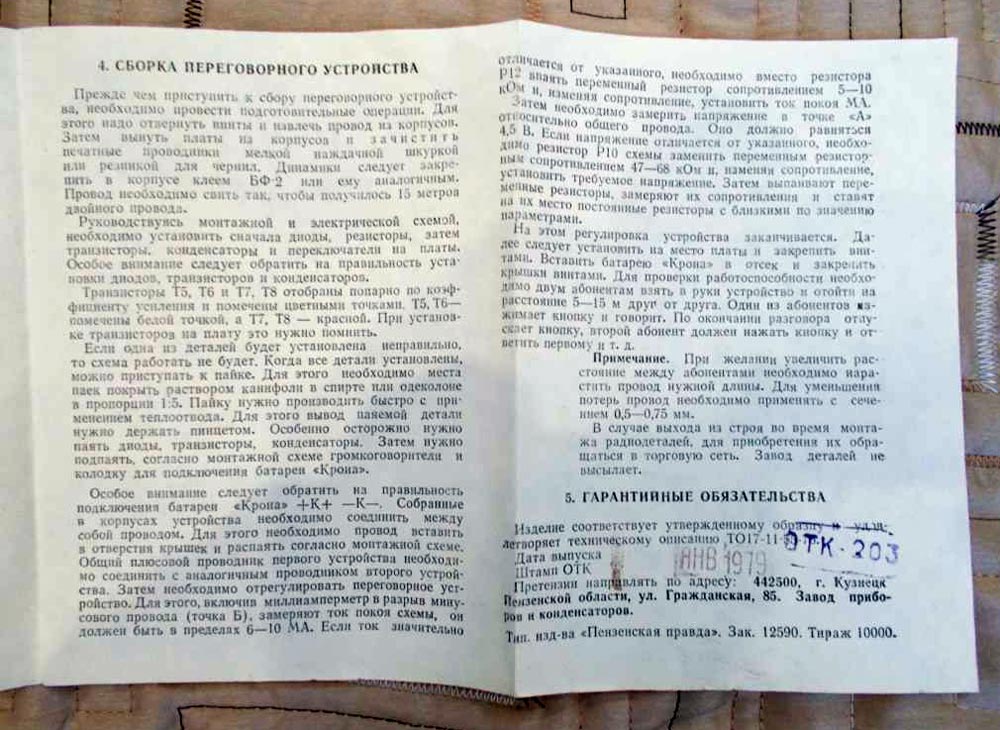 4. СБОРКА ПЕРЕГОВОРНОГО УСТРОЙСТВА
Прежде чем приступить к сбору переговорного устройст-
ва, необходимо провести подготовительные операции. Для
этого надо отвернуть винты и извлечь провод из корпусов.
Затем вынуть платы из корпусов и зачистить
печатные проводники мелкой наждачной шкуркой
или резинкой для чернил. Динамики следует закре-
пить в корпусе клеем БФ-2 или ему аналогичным.
Провод необходимо свить так, чтобы получилось 15 метров
двойного провода.
Руководствуясь монтажной и электрической схемой,
необходимо установить сначала диоды, резисторы, затем
транзисторы, конденсаторы и переключатели на платы.
Особое внимание следует обратить на правильность уста-
новки диодов, транзисторов и конденсаторов.
Транзисторы Т5, Т6 и Т7, Т8 отобраны попарно по коэф-
фициенту усиления и помечены цветными точками. Т5, Т6—
помечены белой точкой, а Т7, Т8 — красной. При установ-
ке транзисторов на плату это нужно помнить.
Если одна из деталей будет установлена неправильно,
то схема работать не будет. Когда все детали установлены,
можно приступать к пайке. Для этого необходимо места
паек покрыть раствором канифоли в спирте или одеколоне
в пропорции 1:5. Пайку нужно производить быстро с при-
менением теплоотвода. Для этого вывод паяемой детали
нужно держать пинцетом. Особенно осторожно нужно
паять диоды, транзисторы, конденсаторы. Затем нужно
подпаять, согласно монтажной схеме громкоговорители и
колодку для подключения батареи «Крона».
Особое внимание следует обратить на правильность
подключения батареи «Крона» +К+ —К—. Собранные
в корпусах устройства необходимо соединить между
собой проводом. Для этого необходимо провод вставить
в отверстия крышек и распаять согласно монтажной схеме.
Общий плюсовой проводник первого устройства необходи-
мо соединить с аналогичным проводником второго устрой-
ства. Затем необходимо отрегулировать переговорное уст-
ройство. Для этого, включив миллиамперметр в разрыв мину-
сового провода (точка Б), замеряют ток покоя схемы, он
должен быть в пределах 6—10 МА. Если ток значительно
отличается от указанного, необходимо вместо резистора
Р12 впаять переменный резистор сопротивлением 5—10
кОм и, изменяя сопротивление, установить ток покоя МА.
Затем необходимо замерить напряжение в точке «А»
относительно общего провода. Оно должно равняться
4,5 В. Если напряжение отличается от указанного, необхо-
димо резистор Р10 схемы заменить переменным резистор-
ным сопротивлением 47—68 кОм и, изменяя сопротивление,
установить требуемое напряжение. Затем выпаивают пере-
менные резисторы, замеряют их сопротивления и ставят
на их место постоянные резисторы с близкими по значению
параметрами.
На этом регулировка устройства заканчивается. Да-
лее следует установить на место платы и закрепить вин-
тами. Вставить батарею «Крона» в отсек и закрепить
крышки винтами. Для проверки работоспособности необхо-
димо двум абонентам взять в руки устройство и отойти на
расстояние 5—15 м друг от друга. Один из абонентов на-
жимает кнопку и говорит. По окончании разговора отпу-
скает кнопку, второй абонент должен нажать кнопку и от-
ветить первому и т. д.
Примечание. При желании увеличить рас-
стояние между абонентами необходимо нара-
стить провод нужной длины. Для уменьшения
потерь провод необходимо применять с сече-
нием 0,5—0,75 мм.
В случае выхода из строя во время монта-
жа радиодеталей, для приобретения их обра-
щаться в торговую сеть. Завод деталей не
высылает.
5. ГАРАНТИЙНЫЕ ОБЯЗАТЕЛЬСТВА
Изделие соответствует утвержденному образцу и удов-
летворяет техническому описанию ТО17-11
ОТК-203
Дата выпуска ЯНВ 1979
Штамп ОТК
Претензии направлять по адресу: 442500, г. Кузнецк
Пензенской области, ул. Гражданская, 85. Завод прибо-
ров и конденсаторов.
Тип. изд-ва «Пензенская правда». Зак. 12590. Тираж 10000.